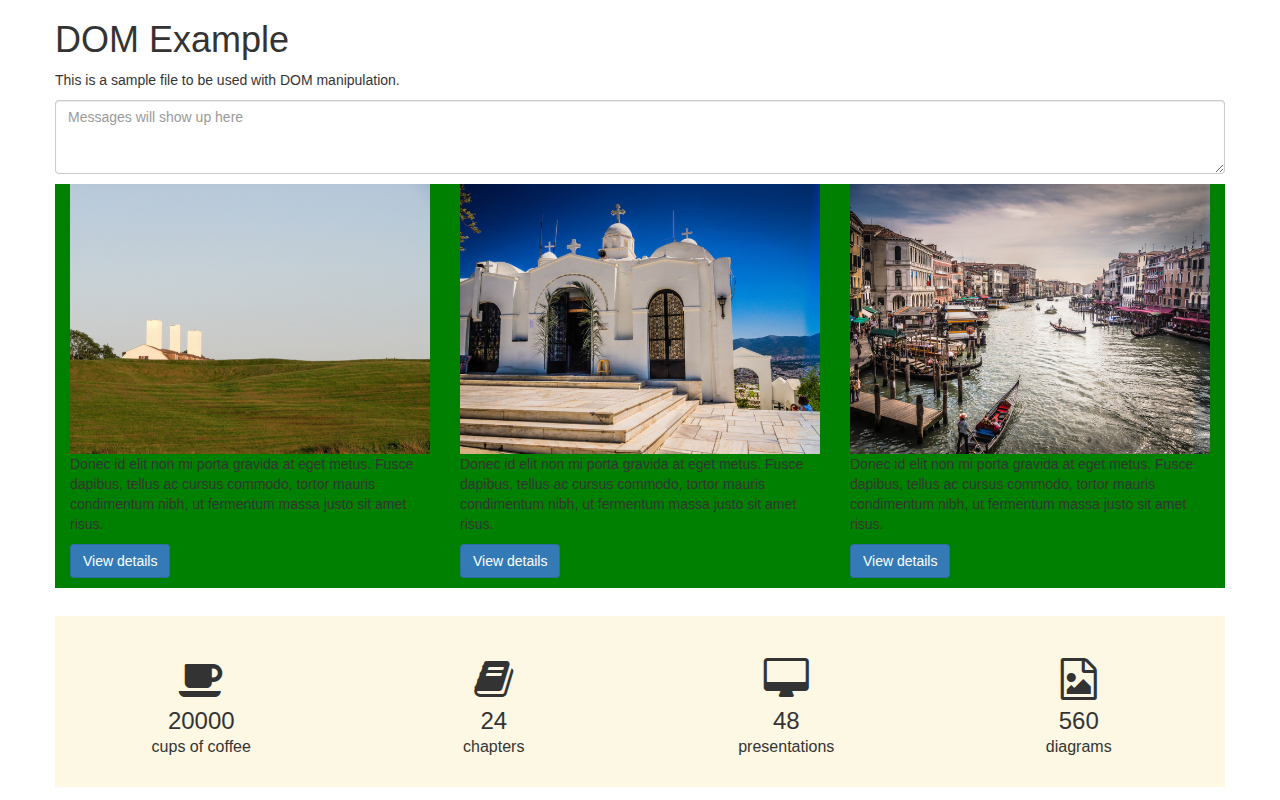 DOM Example
This is a sample file to be used with DOM manipulation.
Messages will show up here
Donec id elit non mi porta gravida at eget metus. Fusce
dapibus, tellus ac cursus commodo, tortor mauris
condimentum nibh, ut fermentum massa justo sit amet
risus.
View details
Donec id elit non mi porta gravida at eget metus. Fusce
dapibus, tellus ac cursus commodo, tortor mauris
condimentum nibh, ut fermentum massa justo sit amet
risus.
View details
Donec id elit non mi porta gravida at eget metus. Fusce
dapibus, tellus ac cursus commodo, tortor mauris
condimentum nibh, ut fermentum massa justo sit amet
risus.
View details
20000
cups of coffee
24
chapters
48
presentations
560
diagrams